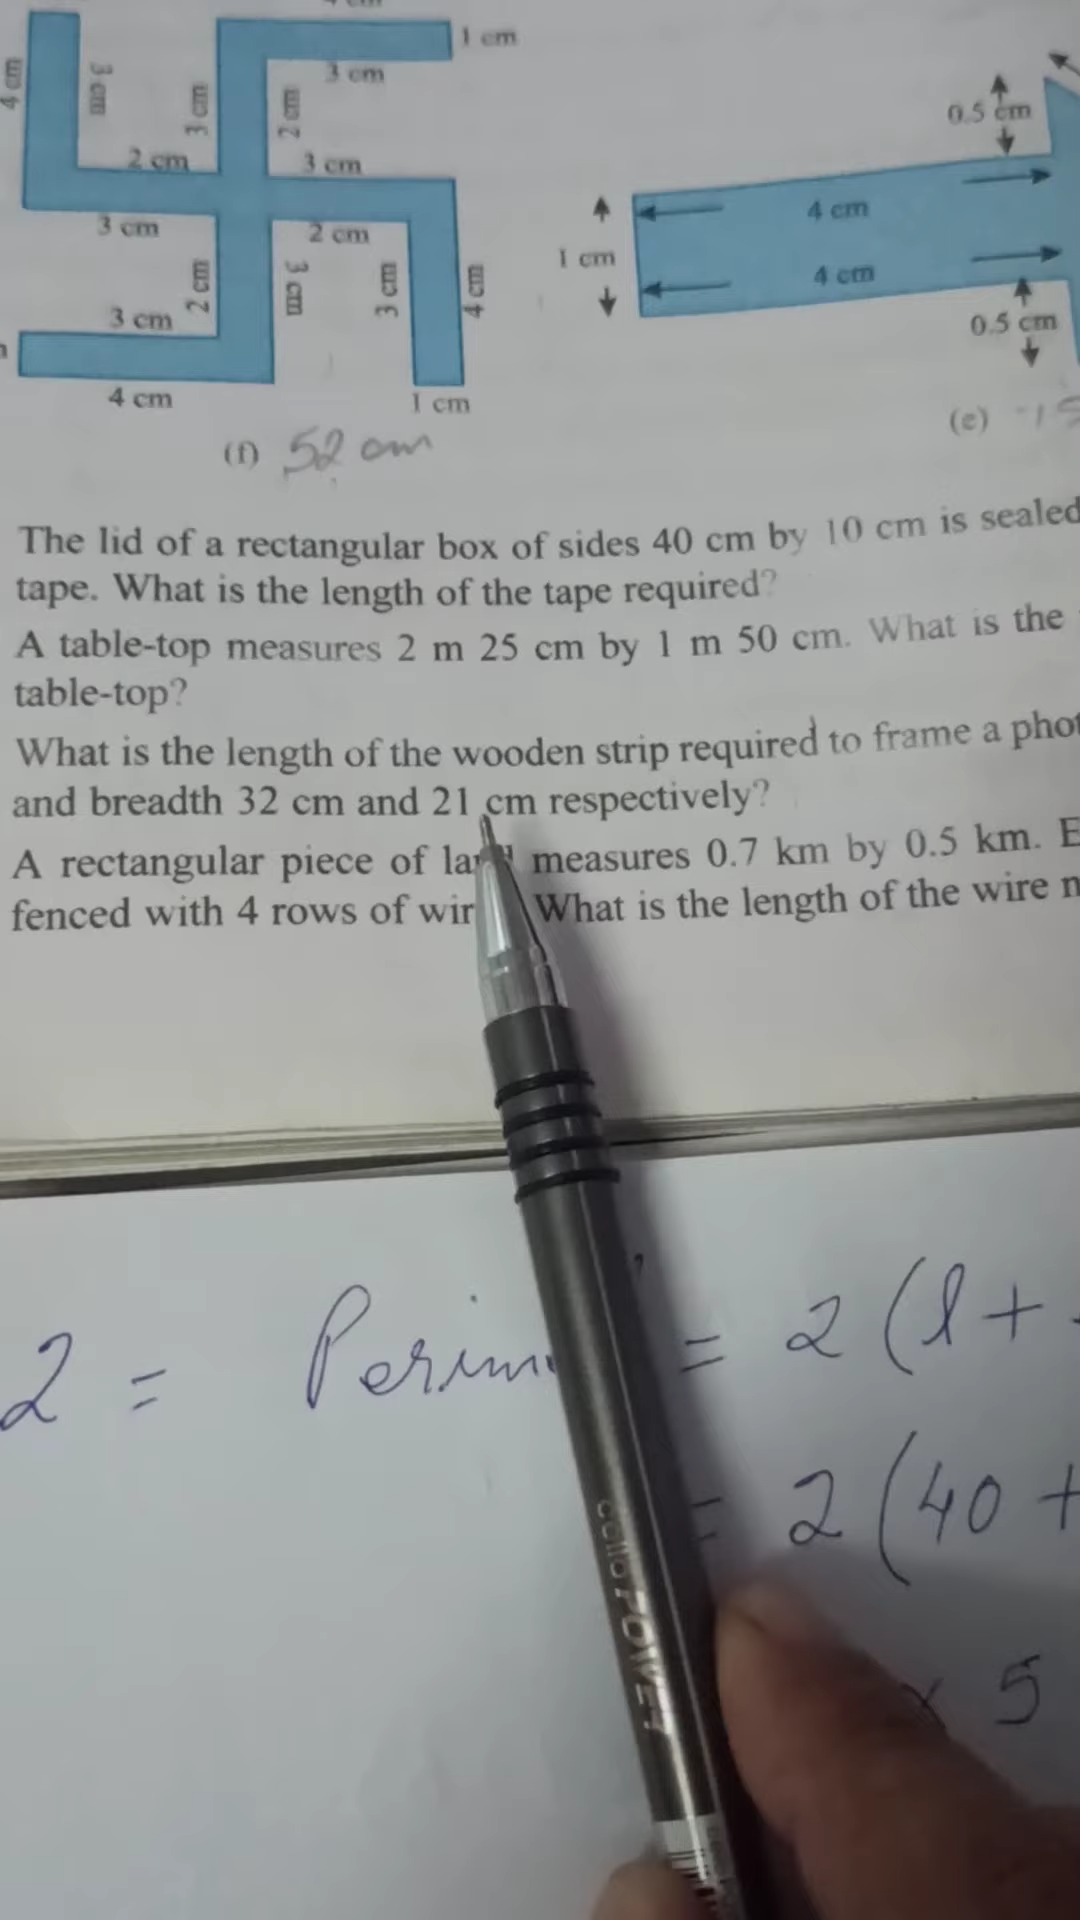 4 cm
3 cm
3 cm
2 cm
3 cm
1 cm
2 cm
3 cm
3 cm
2 cm
2 cm
3 cm
3 cm
4 cm
3 cm
4 cm
1 cm
(f) 52 cm
0.5 cm
4 cm
1 cm
4 cm
0.5 cm
(e)
The lid of a rectangular box of sides 40 cm by 10 cm is sealed
tape. What is the length of the tape required?
A table-top measures 2 m 25 cm by 1 m 50 cm. What is the
table-top?
What is the length of the wooden strip required to frame a
and breadth 32 cm and 21 cm respectively?
A rectangular piece of measures 0.7 km by 0.5 km.
fenced with 4 rows of What is the length of the wire
2 = Perim = 2 (l +
= 2 (40 +
× 5
cello POWER